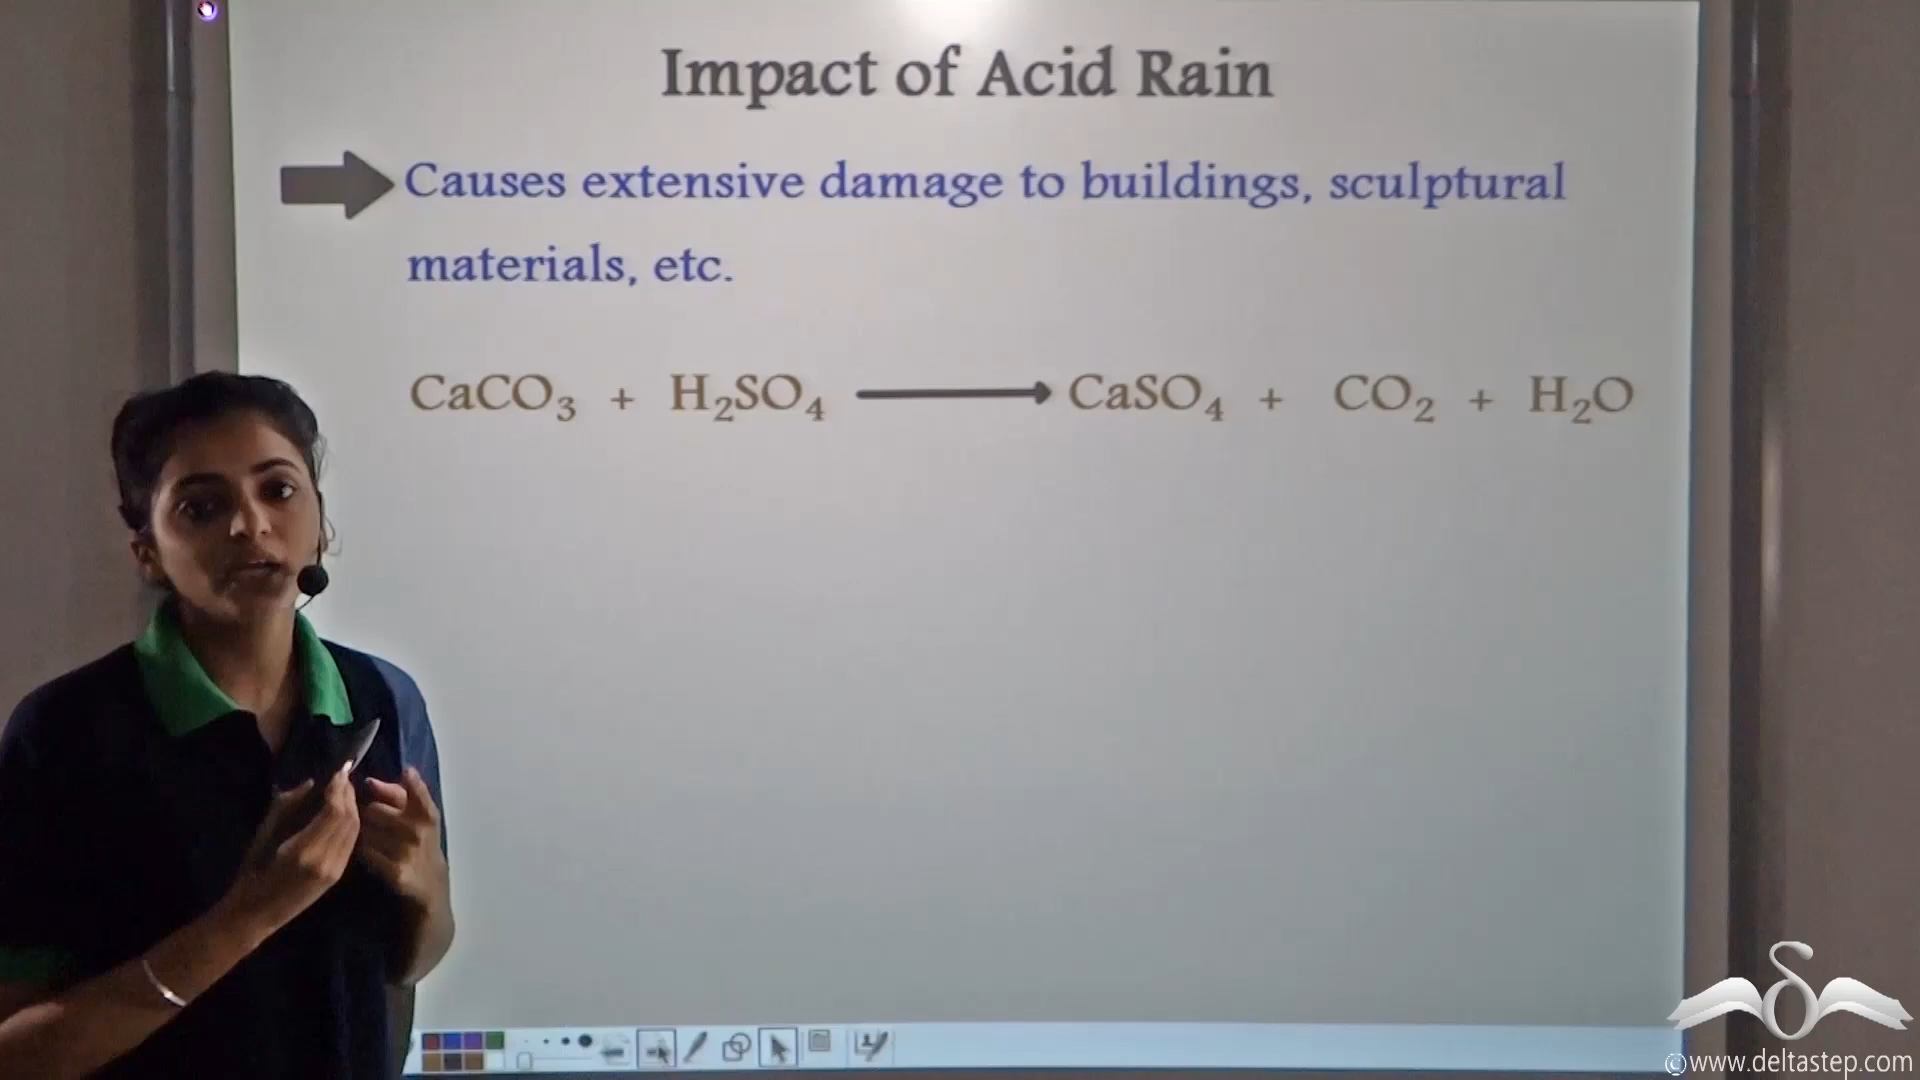 Impact of Acid Rain
Causes extensive damage to buildings, sculptural
materials, etc.
CaCO₃ + H₂SO₄ ⟶ CaSO₄ + CO₂ + H₂O
©www.deltastep.com